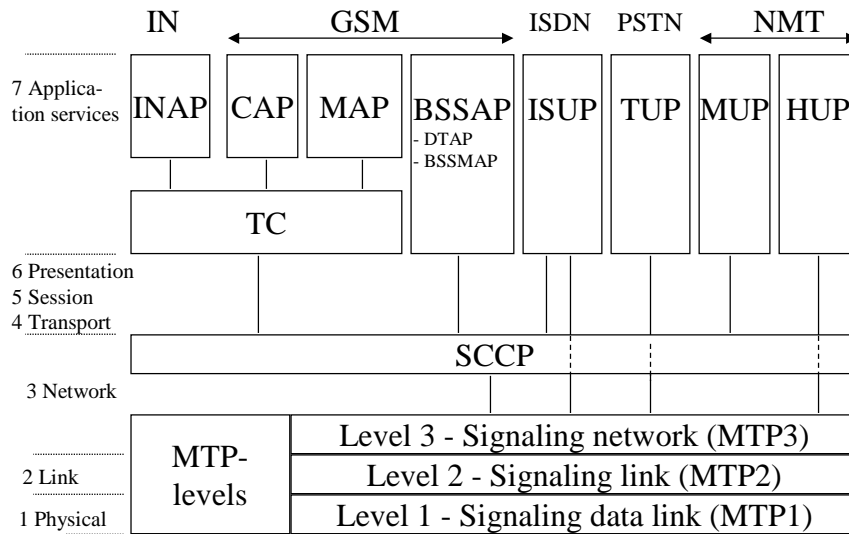 IN
GSM
ISDN
PSTN
NMT
7 Applica-
tion services
INAP
CAP
MAP
BSSAP
- DTAP
- BSSMAP
ISUP
TUP
MUP
HUP
TC
6 Presentation
5 Session
4 Transport
SCCP
3 Network
MTP-
levels
Level 3 - Signaling network (MTP3)
2 Link
Level 2 - Signaling link (MTP2)
1 Physical
Level 1 - Signaling data link (MTP1)